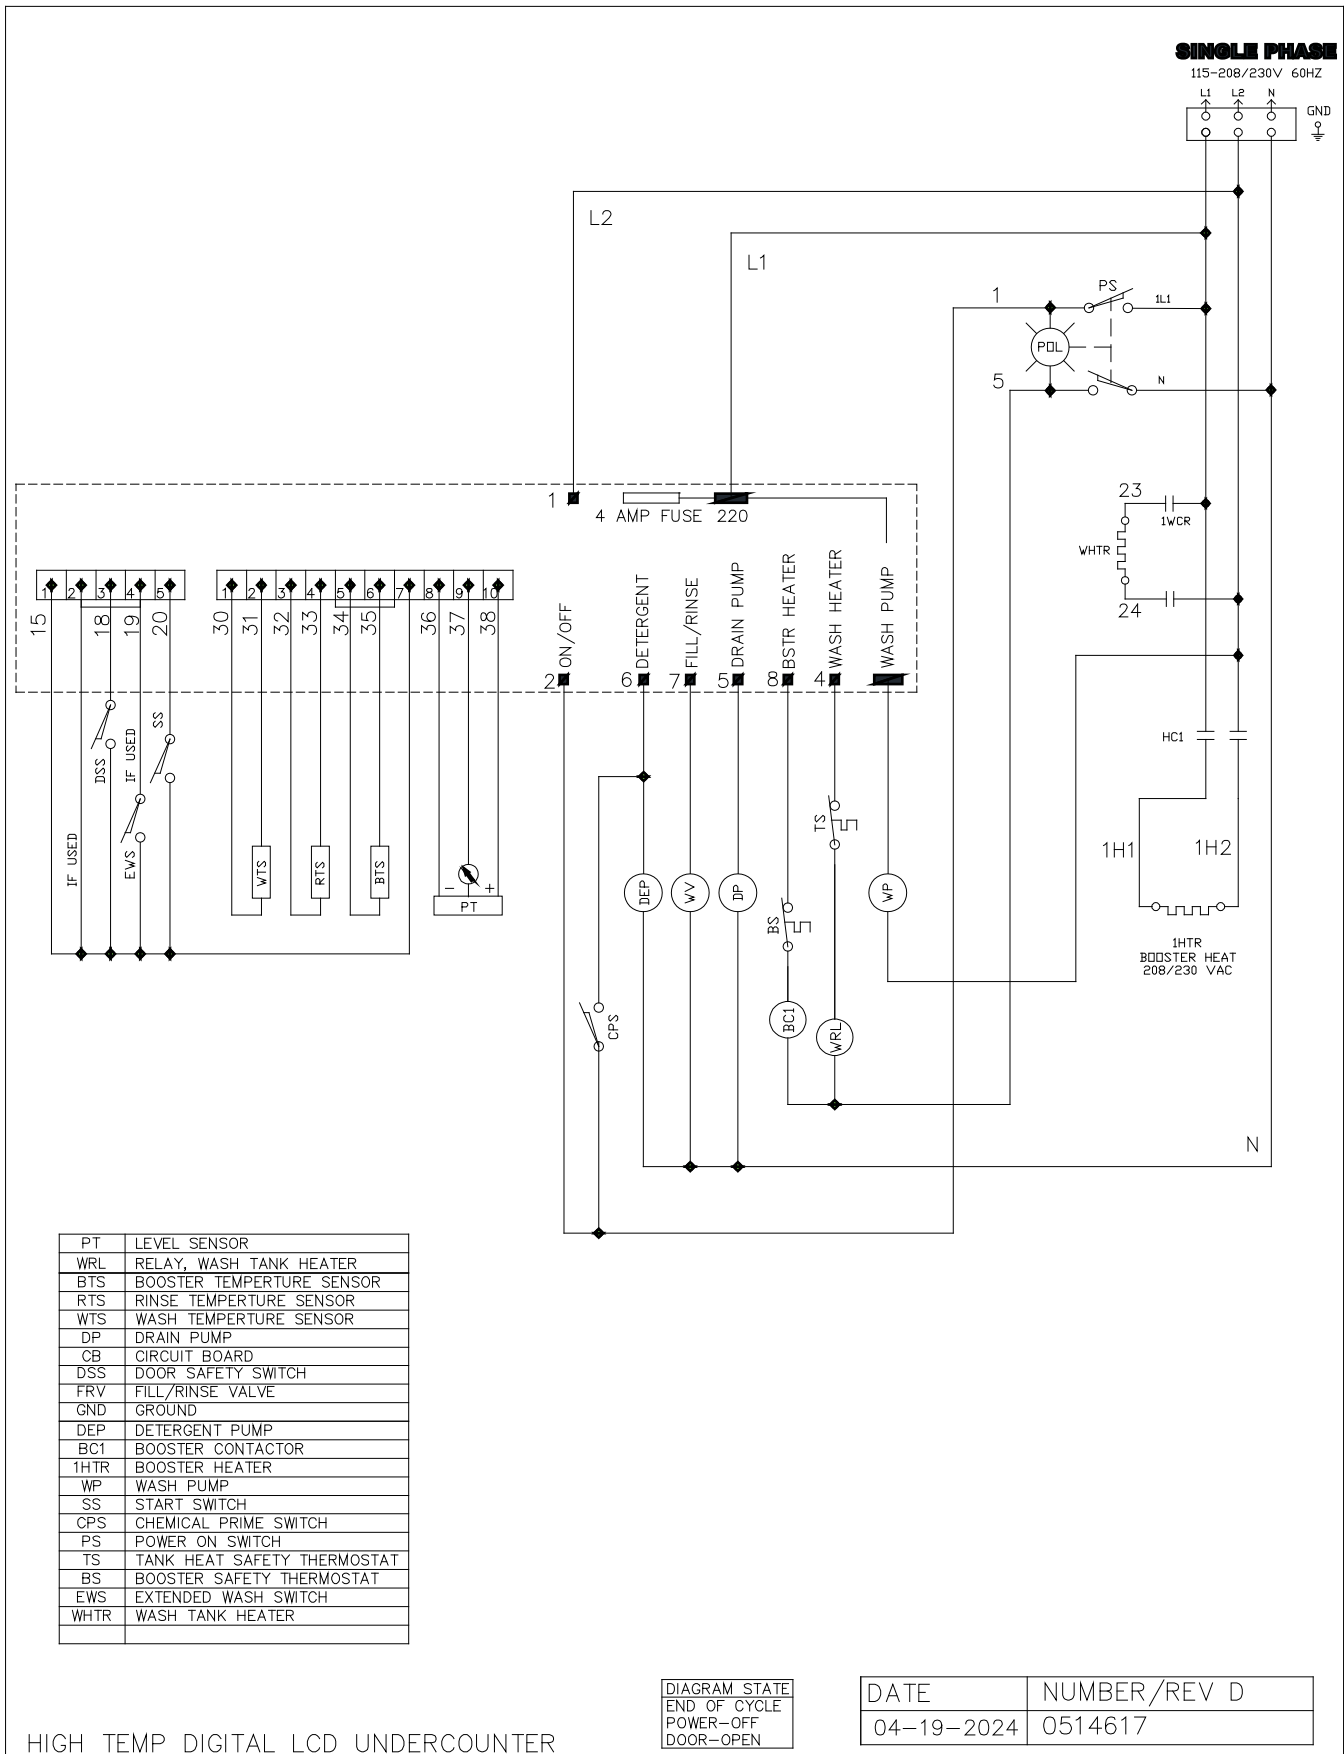 SINGLE PHASE
115-208/230V 60HZ
L1 L2 N
GND
L2
L1
1 PS 1L1
POL
5 N
23
1WCR
WHTR
24
1
4 AMP FUSE 220
1 2 3 4 5
1 2 3 4 5 6 7 8 9 10
15
18
19
20
30
31
32
33
34
35
36
37
38
ON/OFF
DETERGENT
FILL/RINSE
DRAIN PUMP
BSTR HEATER
WASH HEATER
WASH PUMP
2 6 7 5 8 4
IF USED
DSS
IF USED
EWS
SS
WTS
RTS
BTS
- +
PT
CPS
DEP
WV
DP
BS
BC1
TS
WRL
WP
HC1
1H1 1H2
1HTR
BOOSTER HEAT
208/230 VAC
N
PT LEVEL SENSOR
WRL RELAY, WASH TANK HEATER
BTS BOOSTER TEMPERTURE SENSOR
RTS RINSE TEMPERTURE SENSOR
WTS WASH TEMPERTURE SENSOR
DP DRAIN PUMP
CB CIRCUIT BOARD
DSS DOOR SAFETY SWITCH
FRV FILL/RINSE VALVE
GND GROUND
DEP DETERGENT PUMP
BC1 BOOSTER CONTACTOR
1HTR BOOSTER HEATER
WP WASH PUMP
SS START SWITCH
CPS CHEMICAL PRIME SWITCH
PS POWER ON SWITCH
TS TANK HEAT SAFETY THERMOSTAT
BS BOOSTER SAFETY THERMOSTAT
EWS EXTENDED WASH SWITCH
WHTR WASH TANK HEATER
DIAGRAM STATE
END OF CYCLE
POWER-OFF
DOOR-OPEN
DATE NUMBER/REV D
04-19-2024 0514617
HIGH TEMP DIGITAL LCD UNDERCOUNTER